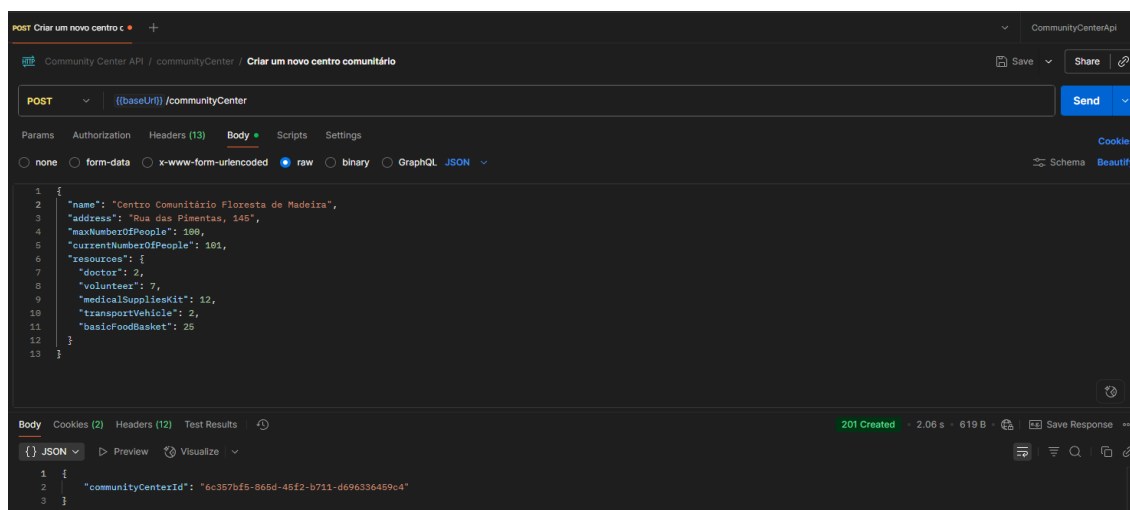 POST Criar um novo centro c
CommunityCenterApi
HTTP Community Center API / communityCenter / Criar um novo centro comunitário
Save Share
POST {{baseUrl}} /communityCenter Send
Params Authorization Headers (13) Body Scripts Settings
Cookie
none form-data x-www-form-urlencoded raw binary GraphQL JSON
Schema Beautif
1 {
2 "name": "Centro Comunitário Floresta de Madeira",
3 "address": "Rua das Pimentas, 145",
4 "maxNumberOfPeople": 100,
5 "currentNumberOfPeople": 101,
6 "resources": {
7 "doctor": 2,
8 "volunteer": 7,
9 "medicalSuppliesKit": 12,
10 "transportVehicle": 2,
11 "basicFoodBasket": 25
12 }
13 }
Body Cookies (2) Headers (12) Test Results
201 Created 2.06 s 619 B Save Response
{} JSON Preview Visualize
1 {
2 "communityCenterId": "6c357bf5-865d-45f2-b711-d696336459c4"
3 }